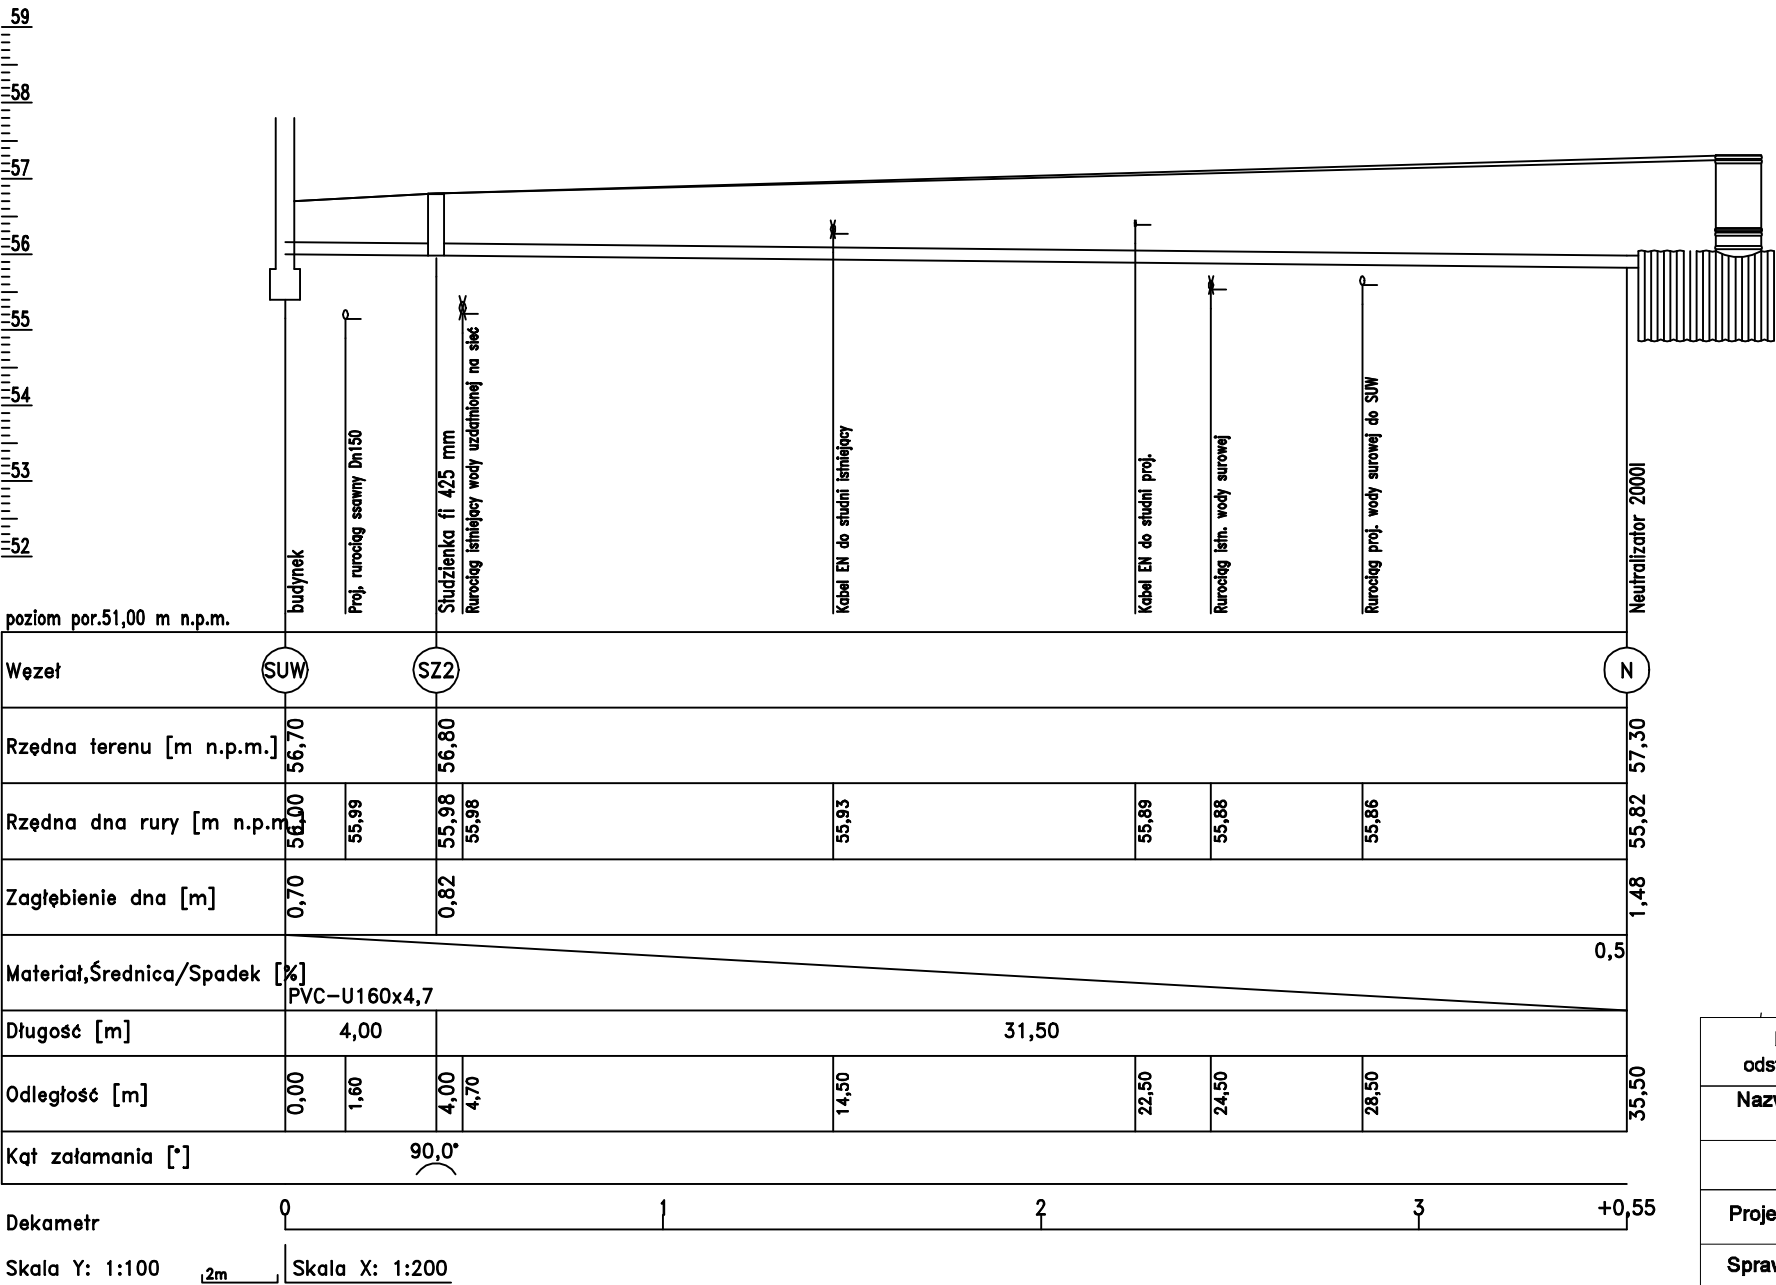 59
58
57
56
55
54
53
52
budynek
Proj. rurociąg ssawny Dn150
Studzienka fi 425 mm
Rurociąg istniejący wody uzdatnionej na sieć
Kabel EN do studni istniejący
Kabel EN do studni proj.
Rurociąg istn. wody surowej
Rurociąg proj. wody surowej do SUW
Neutralizator 2000l
poziom por.51,00 m n.p.m.
Węzeł SUW SZ2 N
Rzędna terenu [m n.p.m.] 56,70 56,80 57,30
Rzędna dna rury [m n.p.m.] 56,00 55,99 55,98 55,98 55,93 55,89 55,88 55,86 55,82
Zagłębienie dna [m] 0,70 0,82 1,48
0,5
Materiał,Średnica/Spadek [%]
PVC-U160x4,7
Długość [m] 4,00 31,50
Odległość [m] 0,00 1,60 4,00 4,70 14,50 22,50 24,50 28,50 35,50
Kąt załamania [°] 90,0°
Dekametr 0 1 2 3 +0,55
Skala Y: 1:100 2m Skala X: 1:200
ods
Naz
Proje
Spraw